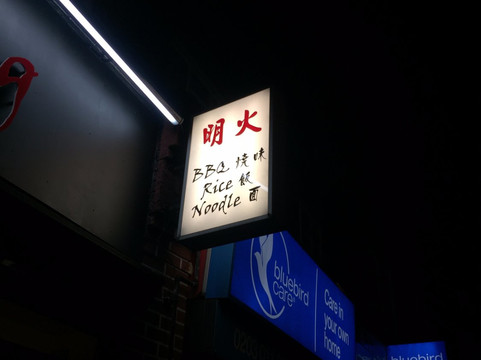 明火
BBQ 燒味
Rice 飯
Noodle 面
bluebird
care
Care in
your own
home
bluebird